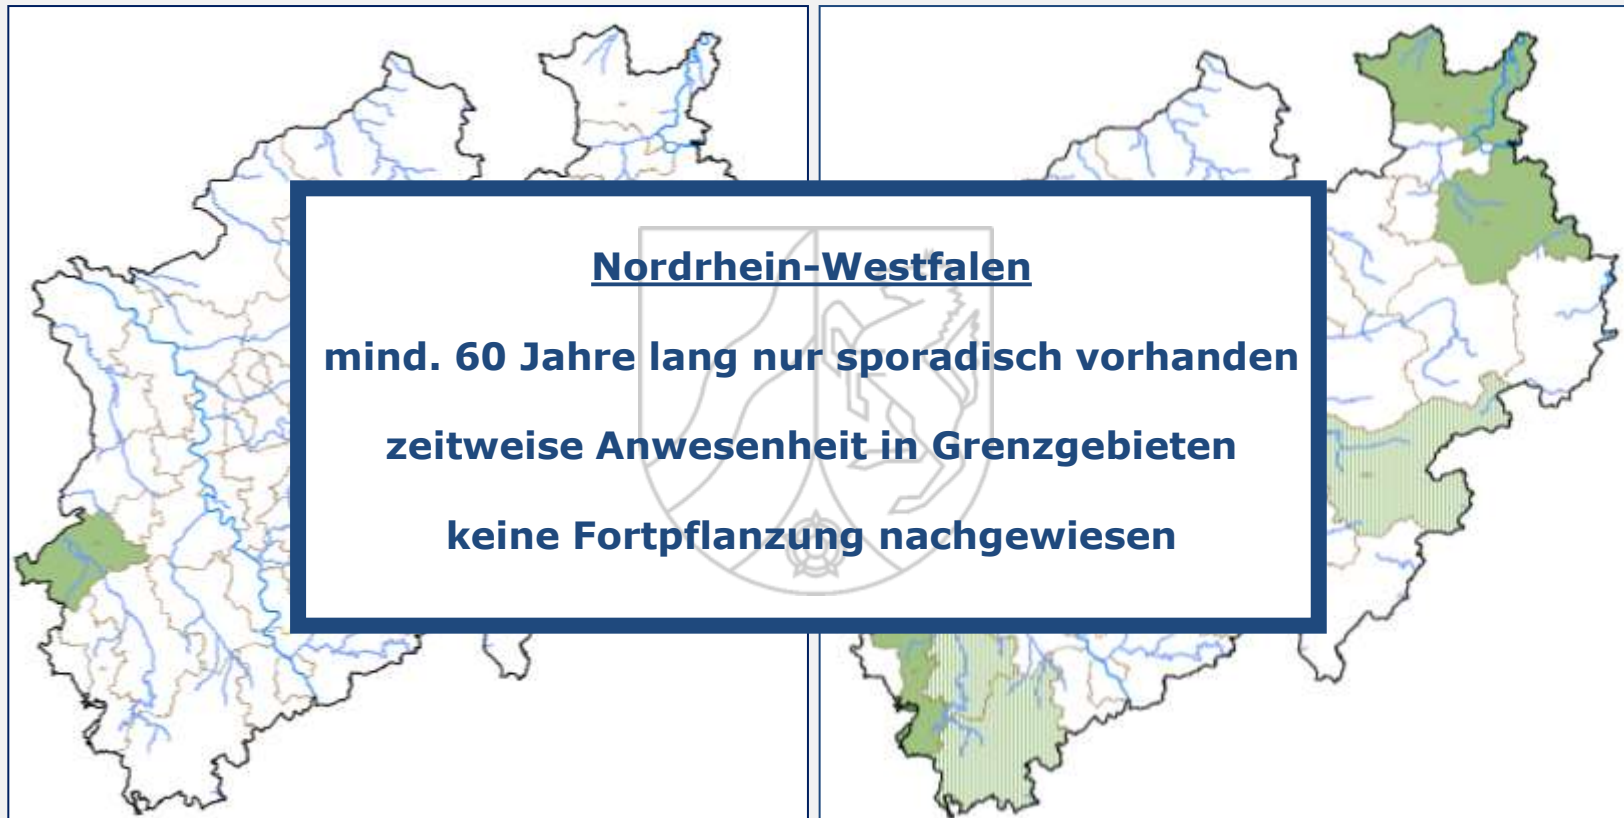 Nordrhein-Westfalen
mind. 60 Jahre lang nur sporadisch vorhanden
zeitweise Anwesenheit in Grenzgebieten
keine Fortpflanzung nachgewiesen